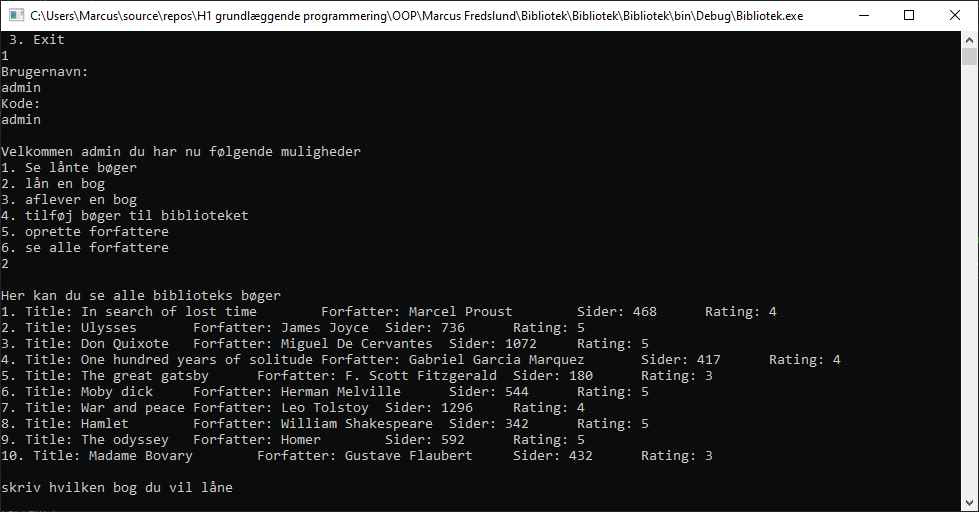 C:\Users\Marcus\source\repos\H1 grundlæggende programmering\OOP\Marcus Fredslund\Bibliotek\Bibliotek\Bibliotek\bin\Debug\Bibliotek.exe
3. Exit
1
Brugernavn:
admin
Kode:
admin
Velkommen admin du har nu følgende muligheder
1. Se lånte bøger
2. lån en bog
3. aflever en bog
4. tilføj bøger til biblioteket
5. oprette forfattere
6. se alle forfattere
2
Her kan du se alle biblioteks bøger
1. Title: In search of lost time Forfatter: Marcel Proust Sider: 468 Rating: 4
2. Title: Ulysses Forfatter: James Joyce Sider: 736 Rating: 5
3. Title: Don Quixote Forfatter: Miguel De Cervantes Sider: 1072 Rating: 5
4. Title: One hundred years of solitude Forfatter: Gabriel Garcia Marquez Sider: 417 Rating: 4
5. Title: The great gatsby Forfatter: F. Scott Fitzgerald Sider: 180 Rating: 3
6. Title: Moby dick Forfatter: Herman Melville Sider: 544 Rating: 5
7. Title: War and peace Forfatter: Leo Tolstoy Sider: 1296 Rating: 4
8. Title: Hamlet Forfatter: William Shakespeare Sider: 342 Rating: 5
9. Title: The odyssey Forfatter: Homer Sider: 592 Rating: 5
10. Title: Madame Bovary Forfatter: Gustave Flaubert Sider: 432 Rating: 3
skriv hvilken bog du vil låne